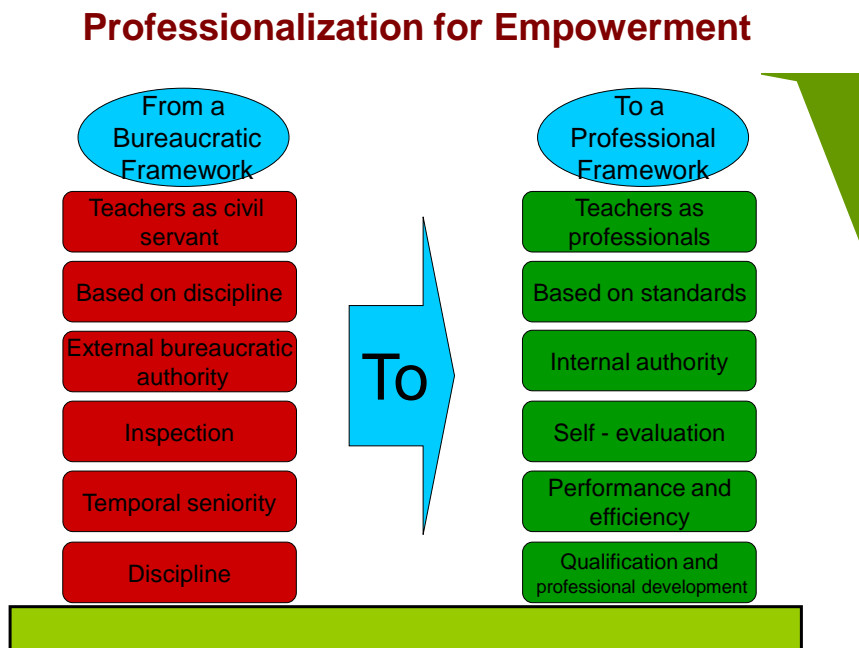 Professionalization for Empowerment
From a
Bureaucratic
Framework
Teachers as civil
servant
Based on discipline
External bureaucratic
authority
Inspection
Temporal seniority
Discipline
To
To a
Professional
Framework
Teachers as
professionals
Based on standards
Internal authority
Self - evaluation
Performance and
efficiency
Qualification and
professional development